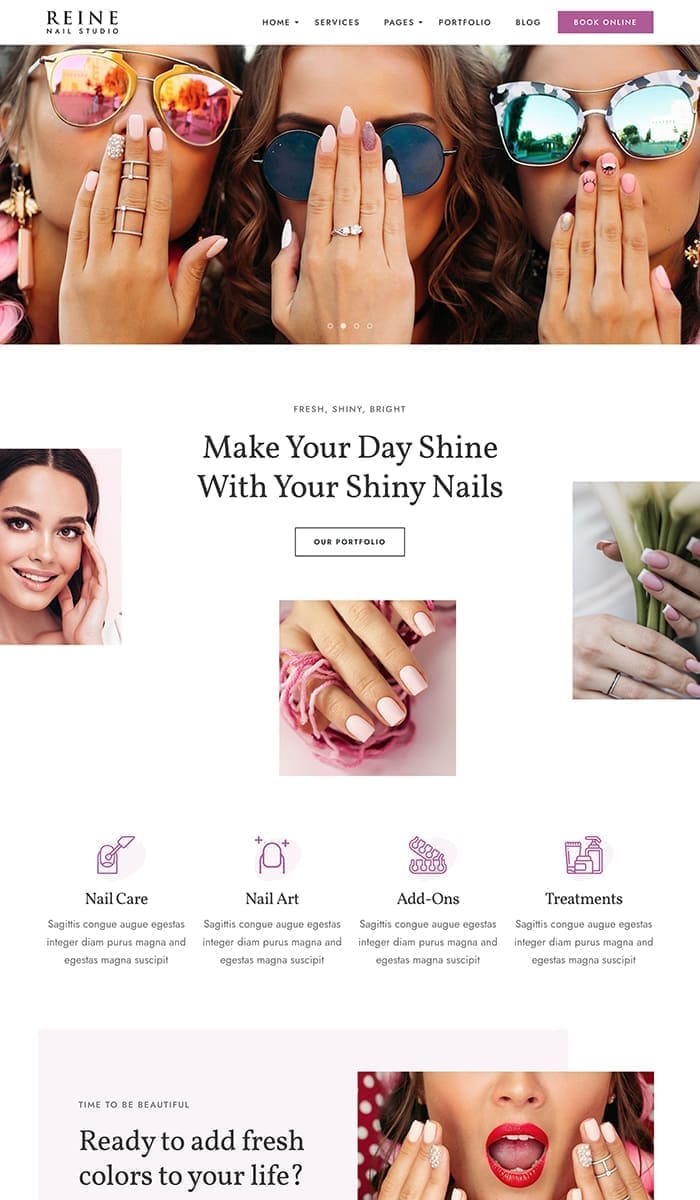 REINE
NAIL STUDIO
HOME
SERVICES
PAGES
PORTFOLIO
BLOG
BOOK ONLINE
FRESH, SHINY, BRIGHT
Make Your Day Shine
With Your Shiny Nails
OUR PORTFOLIO
Nail Care
Sagittis congue augue egestas
integer diam purus magna and
egestas magna suscipit
Nail Art
Sagittis congue augue egestas
integer diam purus magna and
egestas magna suscipit
Add-Ons
Sagittis congue augue egestas
integer diam purus magna and
egestas magna suscipit
Treatments
Sagittis congue augue egestas
integer diam purus magna and
egestas magna suscipit
TIME TO BE BEAUTIFUL
Ready to add fresh
colors to your life?